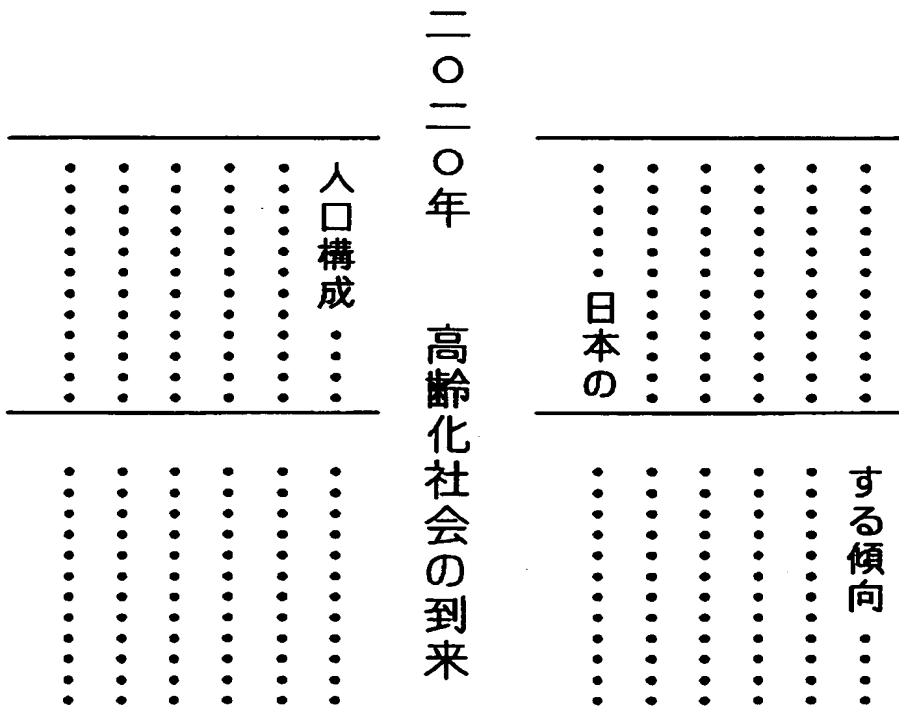 二〇二〇年　高齢化社会の到来
日本の
人口構成
する傾向